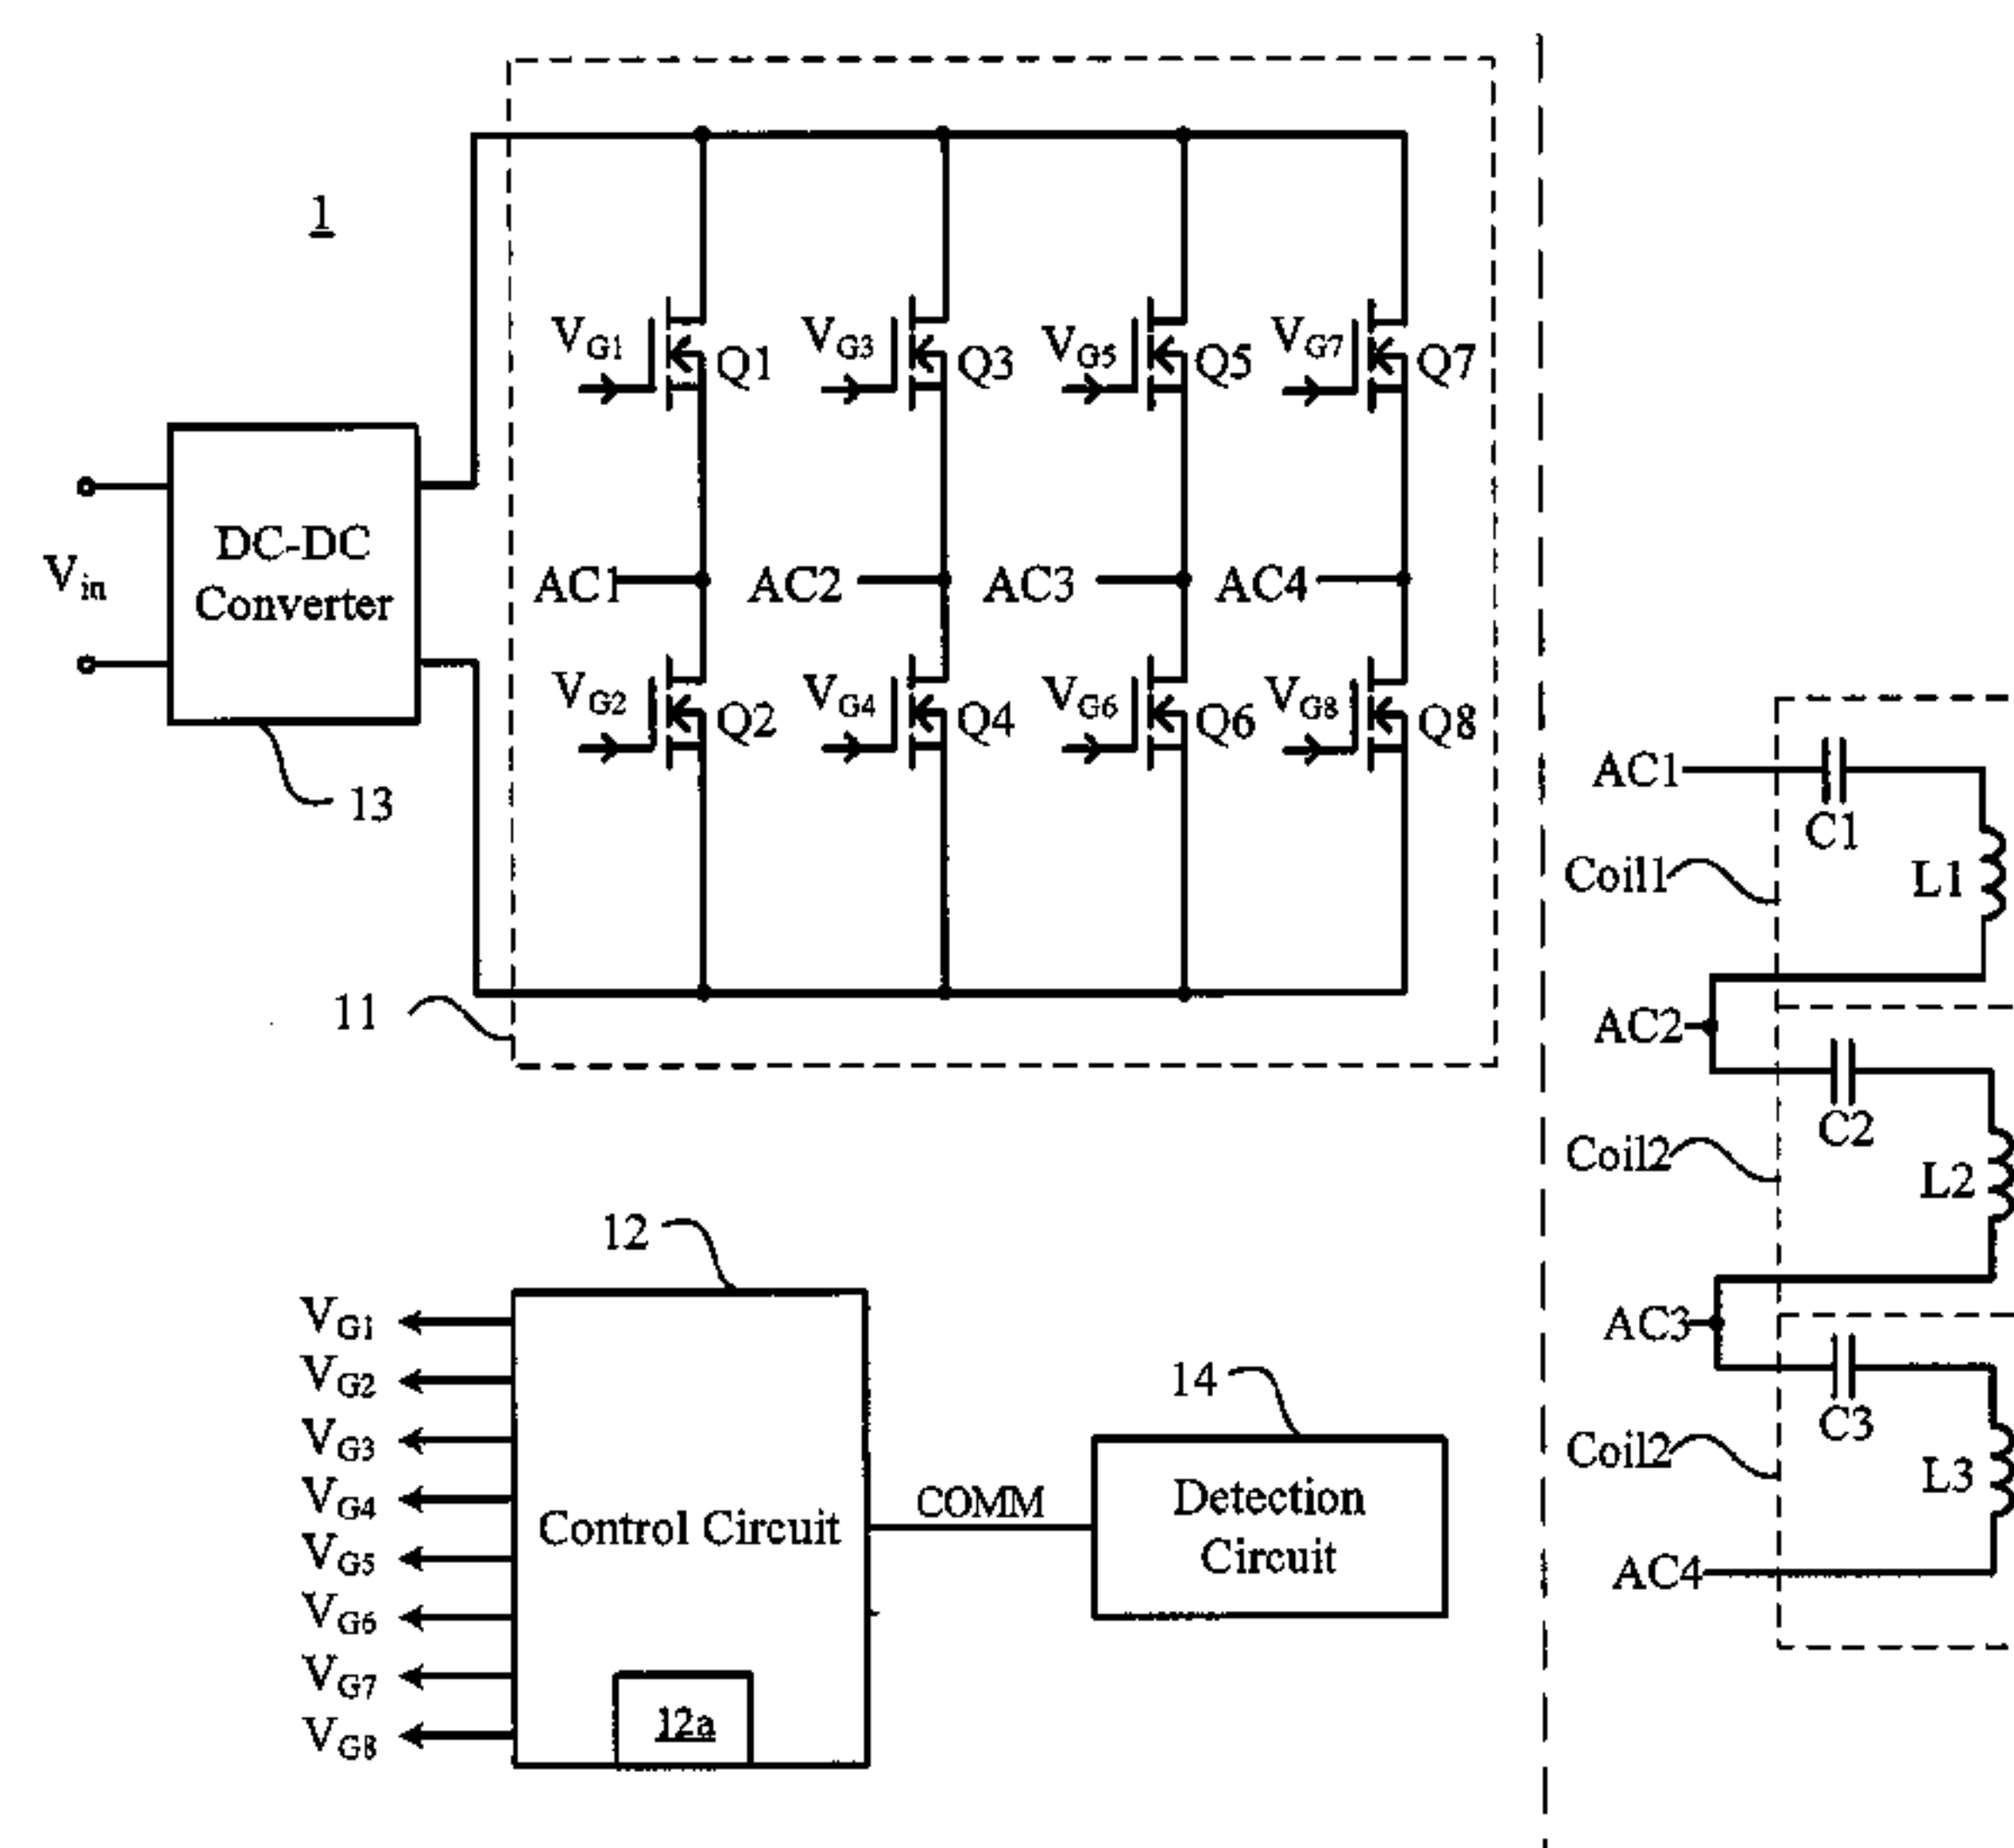 1
V_G1
Q1
V_G3
Q3
V_G5
Q5
V_G7
Q7
V_in
DC-DC
Converter
13
AC1
AC2
AC3
AC4
V_G2
Q2
V_G4
Q4
V_G6
Q6
V_G8
Q8
11
AC1
C1
Coil1
L1
AC2
C2
Coil2
L2
AC3
C3
Coil2
L3
AC4
12
V_G1
V_G2
V_G3
V_G4
V_G5
V_G6
V_G7
V_G8
Control Circuit
12a
COMM
14
Detection
Circuit